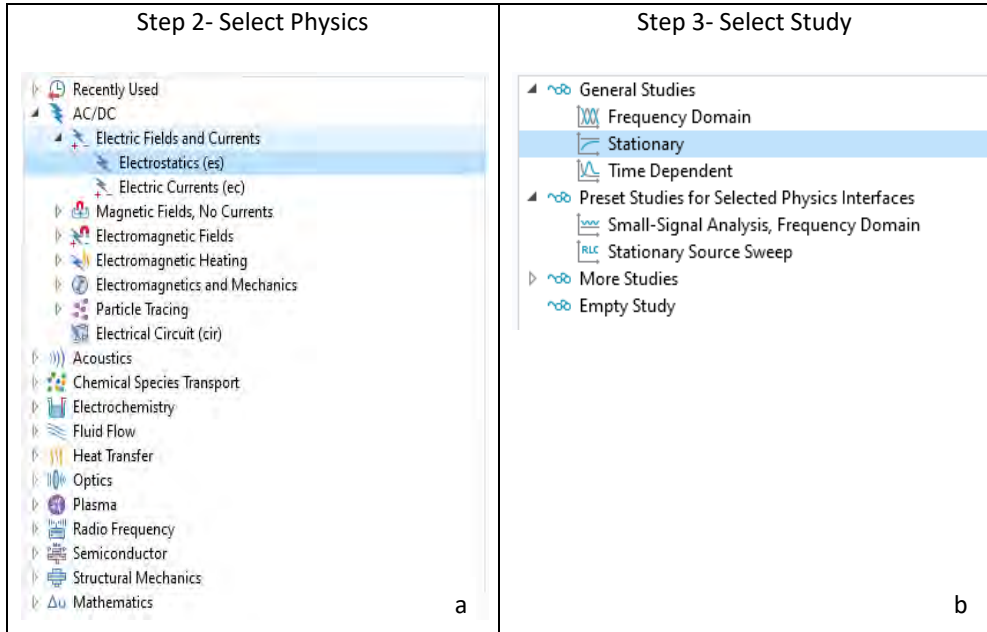 Step 2- Select Physics
Recently Used
AC/DC
Electric Fields and Currents
Electrostatics (es)
Electric Currents (ec)
Magnetic Fields, No Currents
Electromagnetic Fields
Electromagnetic Heating
Electromagnetics and Mechanics
Particle Tracing
Electrical Circuit (cir)
Acoustics
Chemical Species Transport
Electrochemistry
Fluid Flow
Heat Transfer
Optics
Plasma
Radio Frequency
Semiconductor
Structural Mechanics
Δu Mathematics
a
Step 3- Select Study
General Studies
Frequency Domain
Stationary
Time Dependent
Preset Studies for Selected Physics Interfaces
Small-Signal Analysis, Frequency Domain
RLC Stationary Source Sweep
More Studies
Empty Study
b